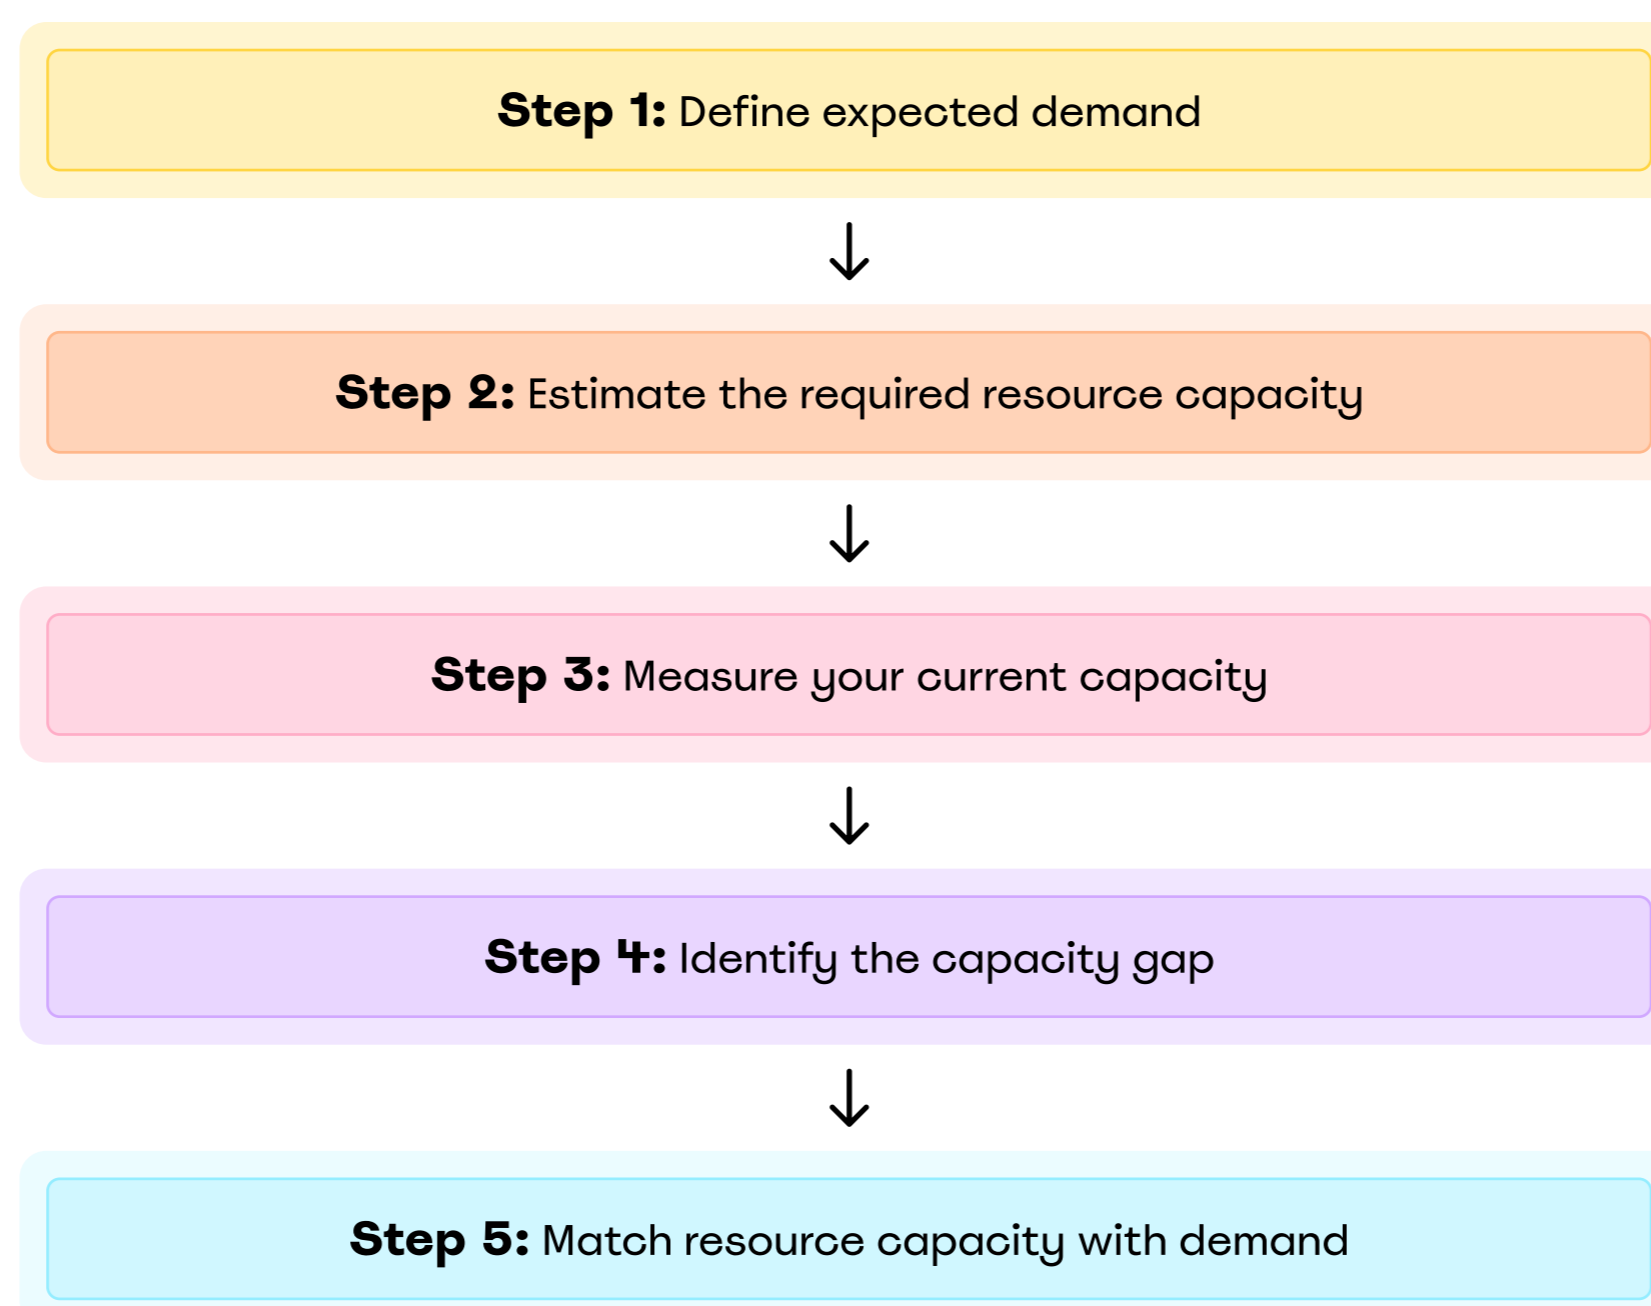 Step 1: Define expected demand
Step 2: Estimate the required resource capacity
Step 3: Measure your current capacity
Step 4: Identify the capacity gap
Step 5: Match resource capacity with demand